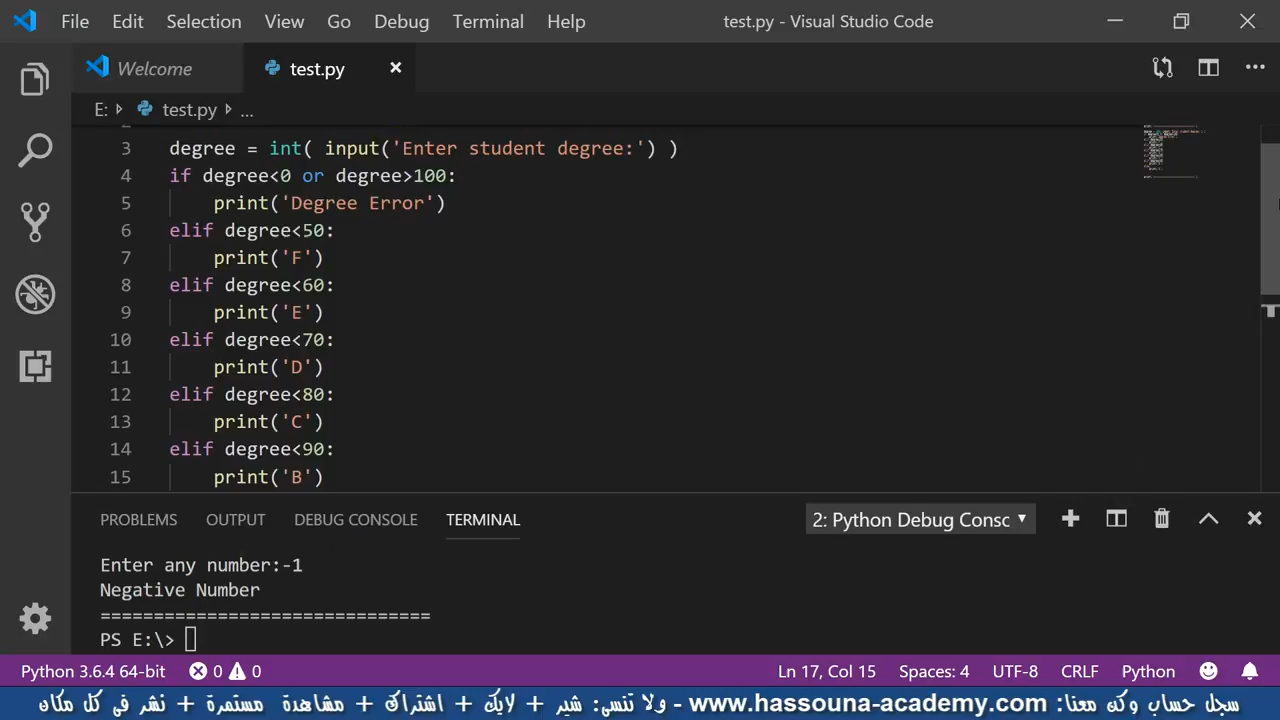 File Edit Selection View Go Debug Terminal Help test.py - Visual Studio Code
Welcome test.py
E: test.py ...
2
3 degree = int( input('Enter student degree:') )
4 if degree<0 or degree>100:
5 print('Degree Error')
6 elif degree<50:
7 print('F')
8 elif degree<60:
9 print('E')
10 elif degree<70:
11 print('D')
12 elif degree<80:
13 print('C')
14 elif degree<90:
15 print('B')
PROBLEMS OUTPUT DEBUG CONSOLE TERMINAL 2: Python Debug Consc
Enter any number:-1
Negative Number
==============================
PS E:\>
Python 3.6.4 64-bit 0 0 Ln 17, Col 15 Spaces: 4 UTF-8 CRLF Python
سجل حساب وكن معنا: www.hassouna-academy.com - ولا تنسى: شير + لايك + اشتراك + مشاهدة مستمرة + نشر فى كل مكان